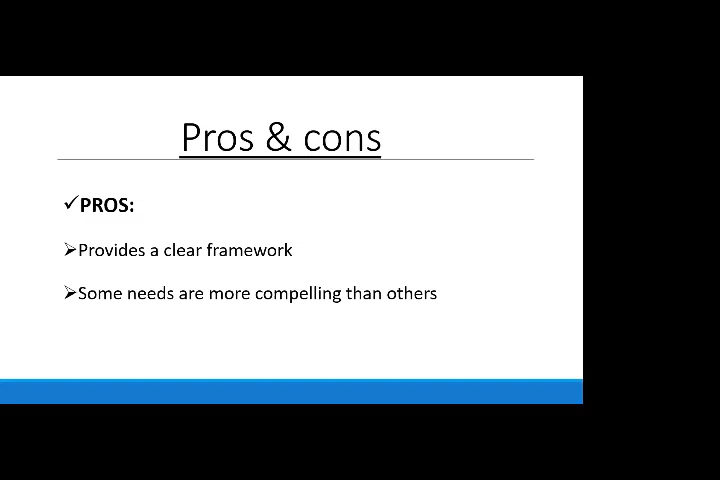 Pros & cons
✓PROS:
➢Provides a clear framework
➢Some needs are more compelling than others